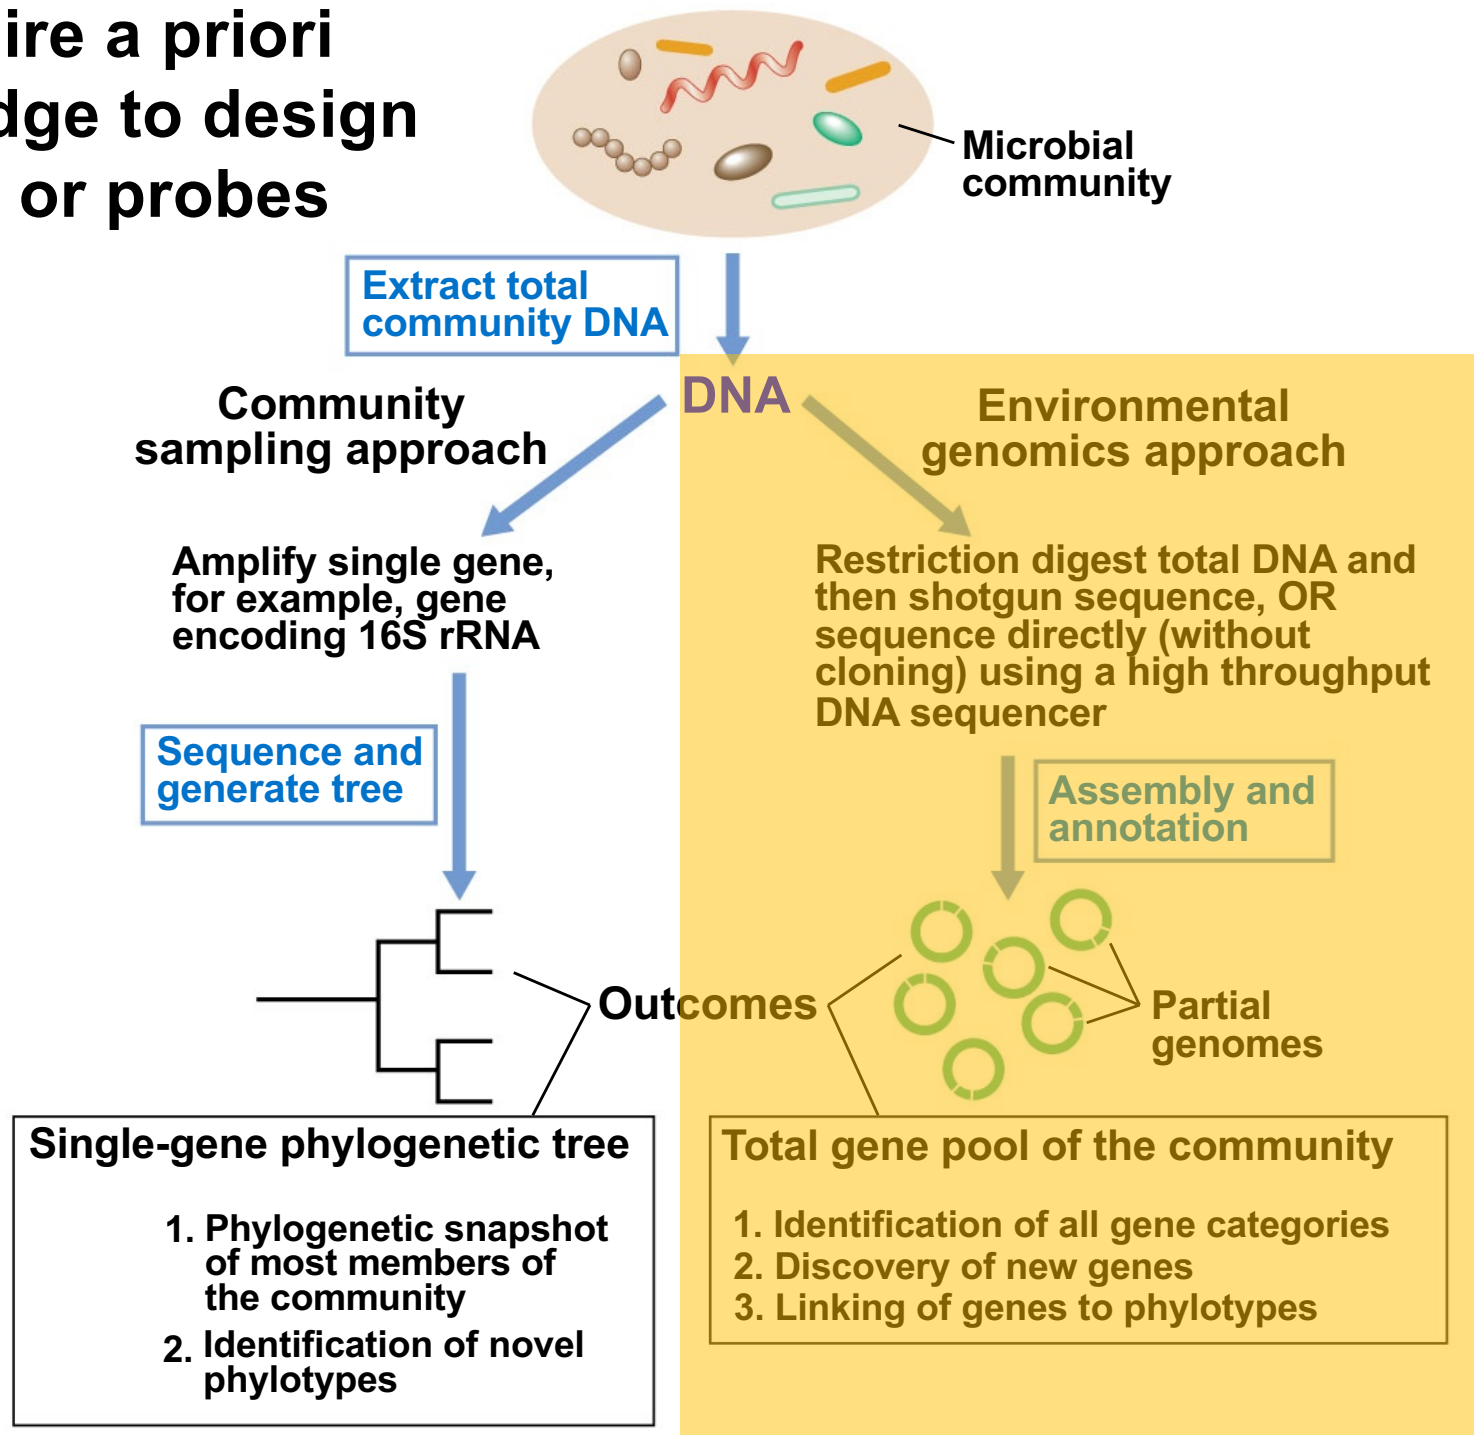 ire a priori
dge to design
or probes
Microbial
community
Extract total
community DNA
DNA
Community
sampling approach
Environmental
genomics approach
Amplify single gene,
for example, gene
encoding 16S rRNA
Restriction digest total DNA and
then shotgun sequence, OR
sequence directly (without
cloning) using a high throughput
DNA sequencer
Sequence and
generate tree
Assembly and
annotation
Outcomes
Partial
genomes
Single-gene phylogenetic tree
1. Phylogenetic snapshot
of most members of
the community
2. Identification of novel
phylotypes
Total gene pool of the community
1. Identification of all gene categories
2. Discovery of new genes
3. Linking of genes to phylotypes